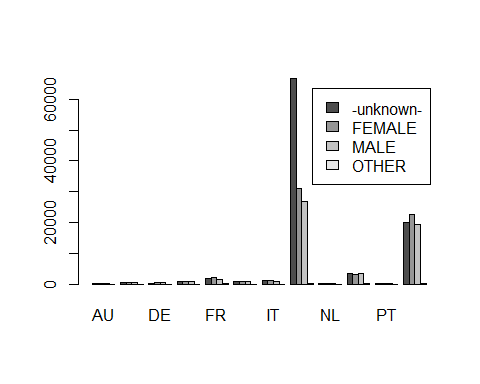 60000
40000
20000
0
-unknown-
FEMALE
MALE
OTHER
AU DE FR IT NL PT